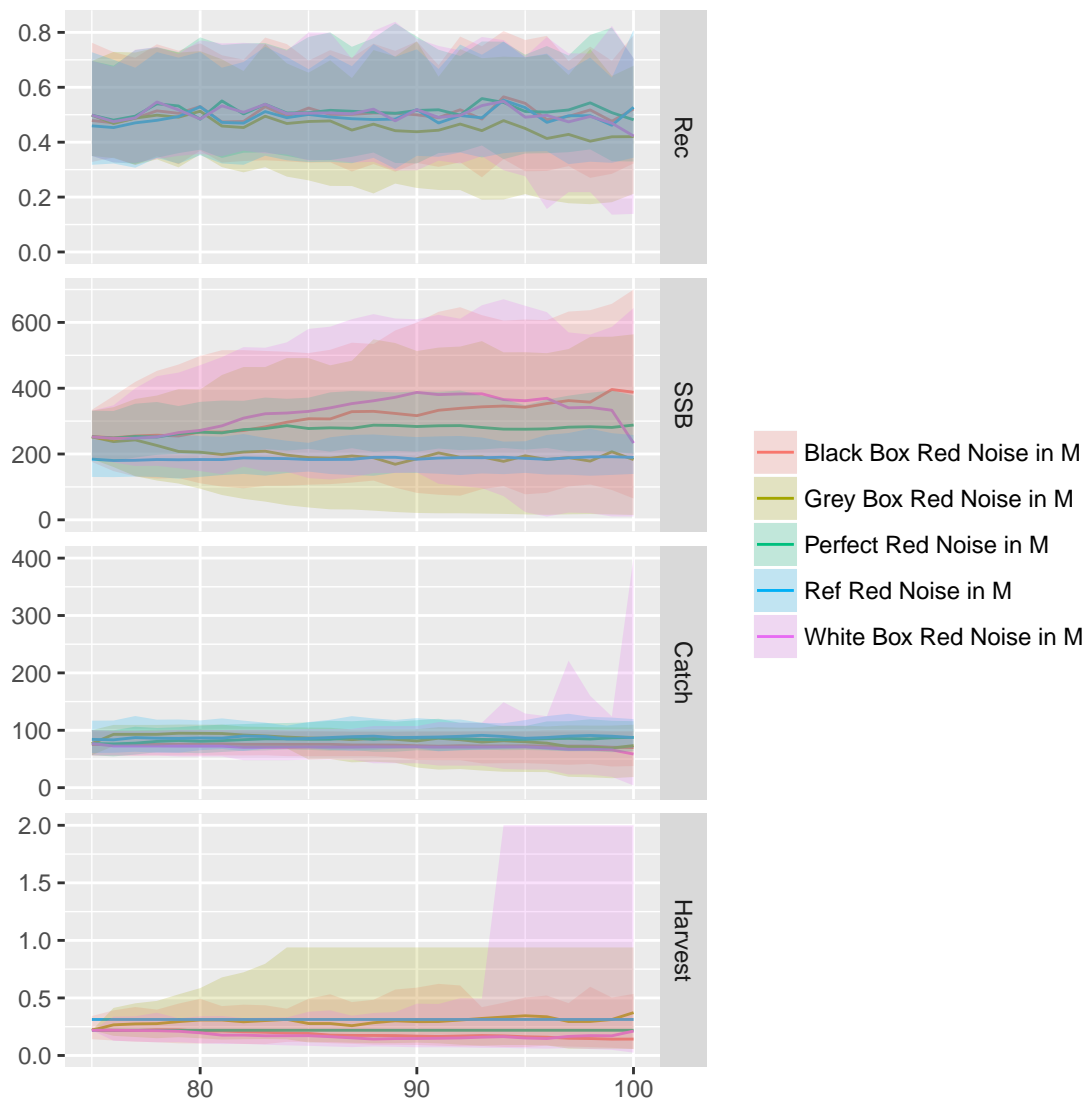 0.8
0.6
0.4
0.2
0.0
Rec
600
400
200
0
SSB
400
300
200
100
0
Catch
2.0
1.5
1.0
0.5
0.0
Harvest
80
90
100
Black Box Red Noise in M
Grey Box Red Noise in M
Perfect Red Noise in M
Ref Red Noise in M
White Box Red Noise in M